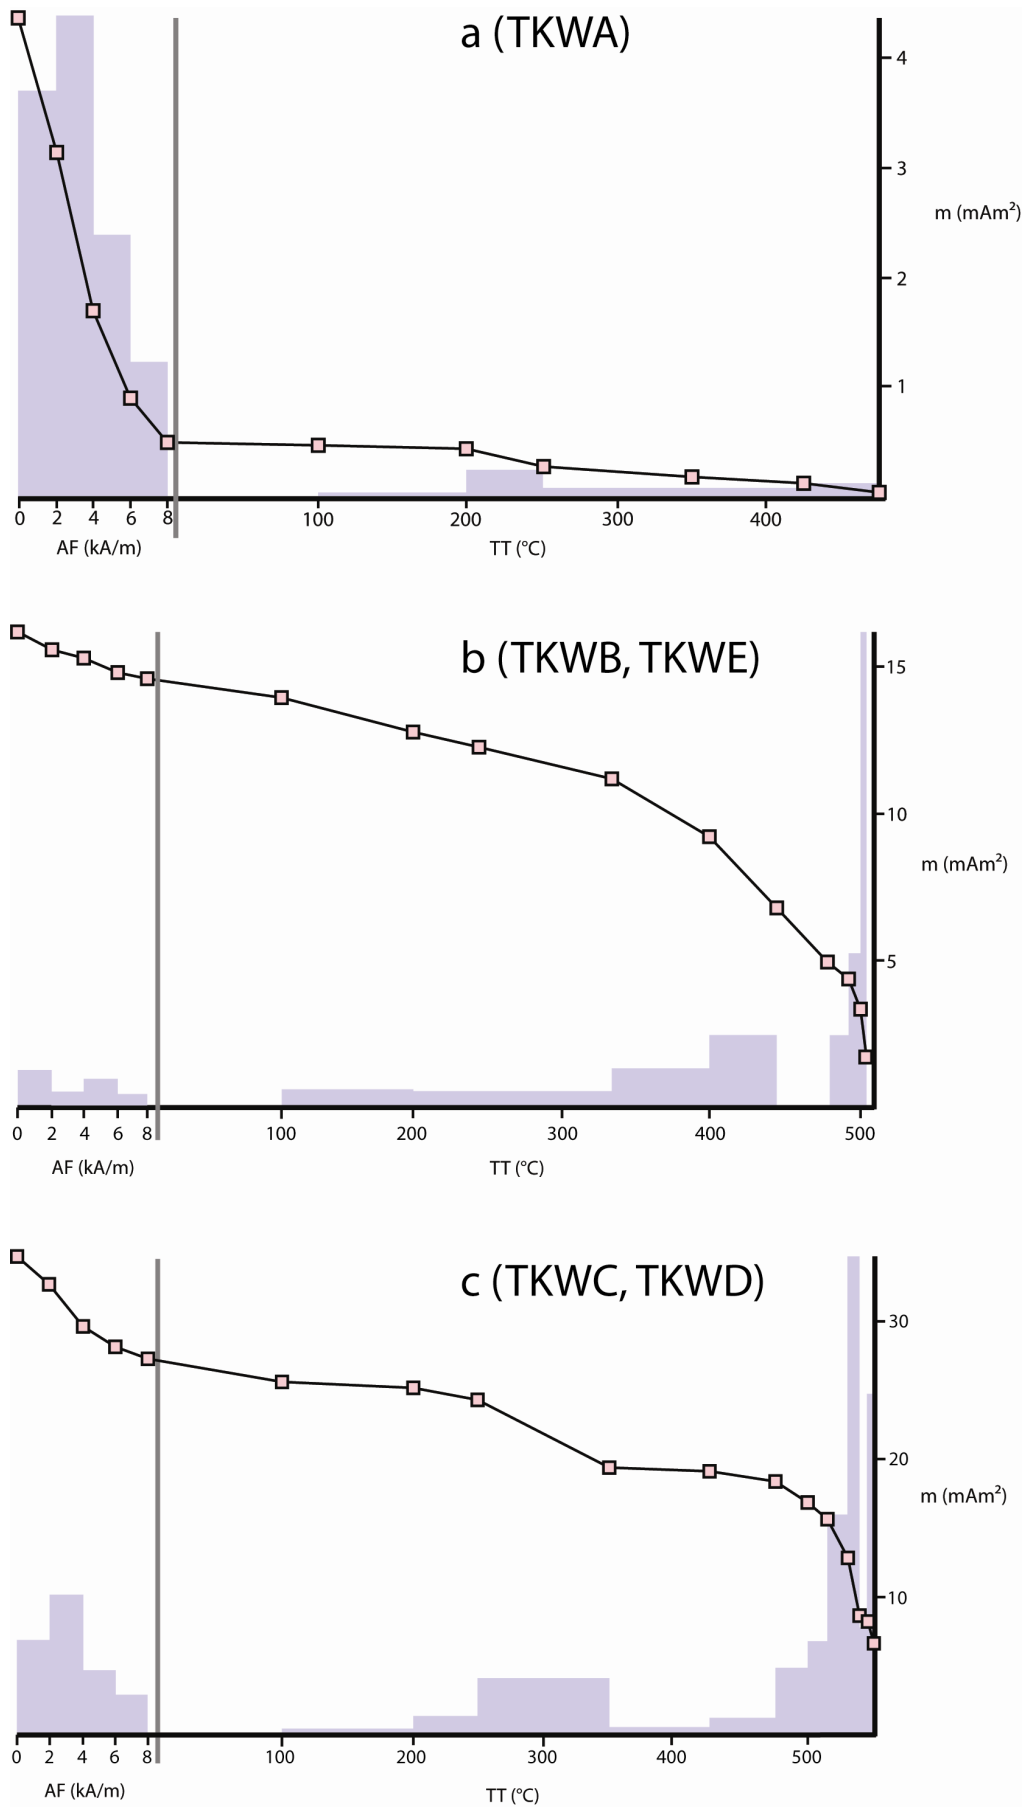 a (TKWA)
4
3
m (mAm²)
2
1
0 2 4 6 8 100 200 300 400
AF (kA/m) TT (°C)
b (TKWB, TKWE)
15
10
m (mAm²)
5
0 2 4 6 8 100 200 300 400 500
AF (kA/m) TT (°C)
c (TKWC, TKWD)
30
20
m (mAm²)
10
0 2 4 6 8 100 200 300 400 500
AF (kA/m) TT (°C)